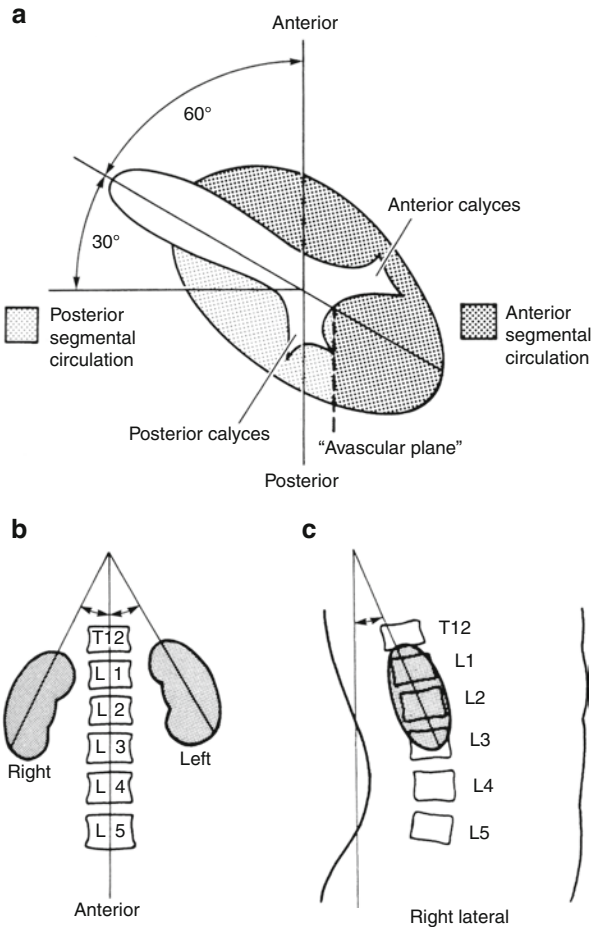 a
Anterior
60°
Anterior calyces
30°
Posterior
segmental
circulation
Anterior
segmental
circulation
Posterior calyces
“Avascular plane”
Posterior
b
T12
L 1
L 2
L 3
L 4
L 5
Right
Left
Anterior
c
T12
L1
L2
L3
L4
L5
Right lateral